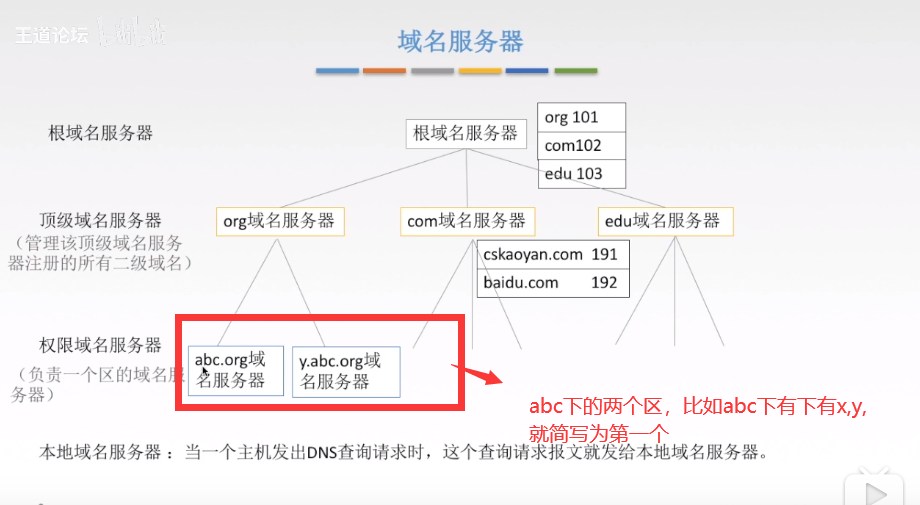 王道论坛
域名服务器
根域名服务器
根域名服务器
org 101
com102
edu 103
顶级域名服务器
（管理该顶级域名服务
器注册的所有二级域名）
org域名服务器
com域名服务器
edu域名服务器
cskaoyan.com 191
baidu.com 192
权限域名服务器
（负责一个区的域名服
务器）
abc.org域
名服务器
y.abc.org域
名服务器
abc下的两个区，比如abc下有下有x,y,
就简写为第一个
本地域名服务器 ：当一个主机发出DNS查询请求时，这个查询请求报文就发给本地域名服务器。